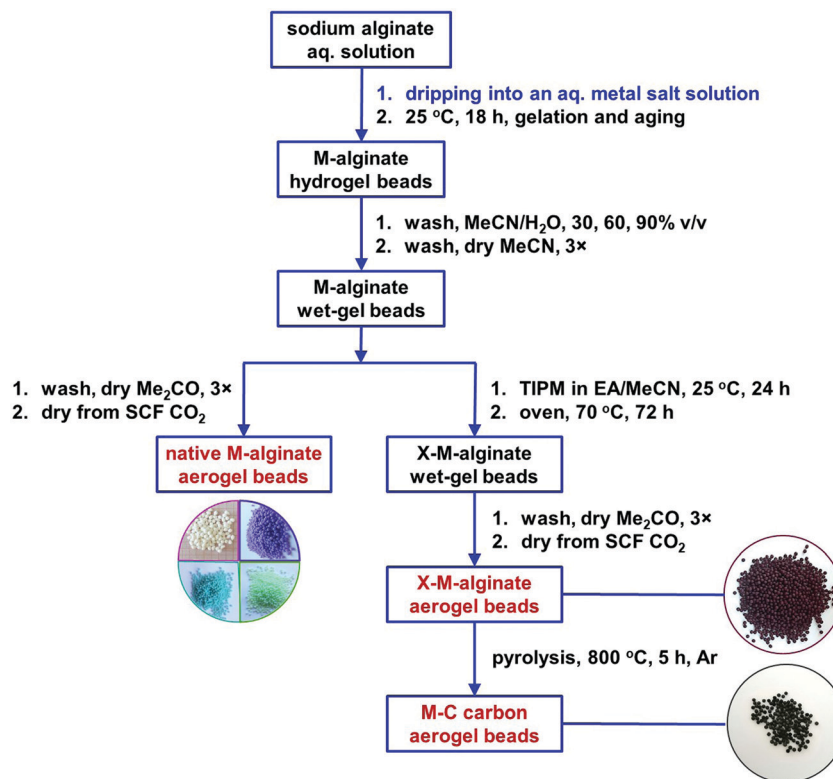 sodium alginate
aq. solution
1. dripping into an aq. metal salt solution
2. 25 ºC, 18 h, gelation and aging
M-alginate
hydrogel beads
1. wash, MeCN/H₂O, 30, 60, 90% v/v
2. wash, dry MeCN, 3×
M-alginate
wet-gel beads
1. wash, dry Me₂CO, 3×
2. dry from SCF CO₂
native M-alginate
aerogel beads
1. TIPM in EA/MeCN, 25 ºC, 24 h
2. oven, 70 ºC, 72 h
X-M-alginate
wet-gel beads
1. wash, dry Me₂CO, 3×
2. dry from SCF CO₂
X-M-alginate
aerogel beads
pyrolysis, 800 ºC, 5 h, Ar
M-C carbon
aerogel beads